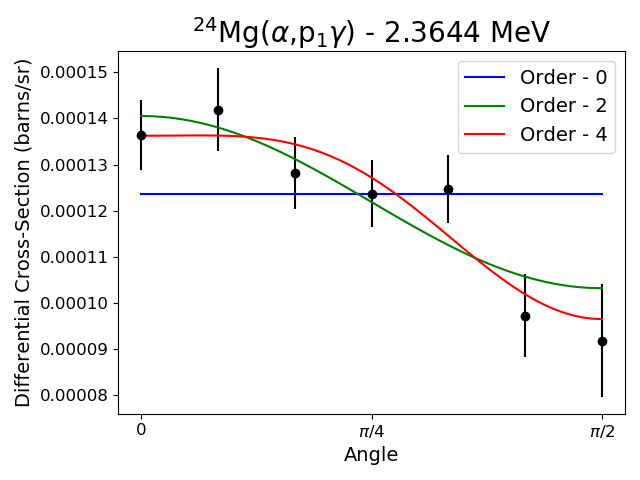 ²⁴Mg(α,p₁γ) - 2.3644 MeV
Order - 0
Order - 2
Order - 4
Differential Cross-Section (barns/sr)
0.00015
0.00014
0.00013
0.00012
0.00011
0.00010
0.00009
0.00008
0 π/4 π/2
Angle